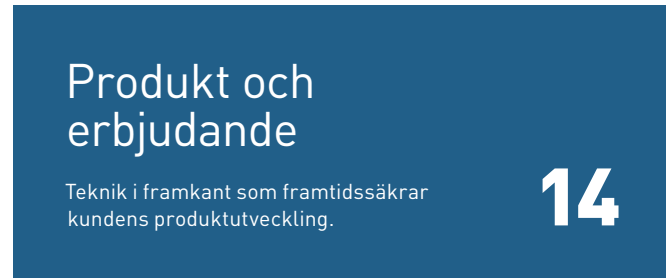 Produkt och
erbjudande
Teknik i framkant som framtidssäkrar
kundens produktutveckling.
14